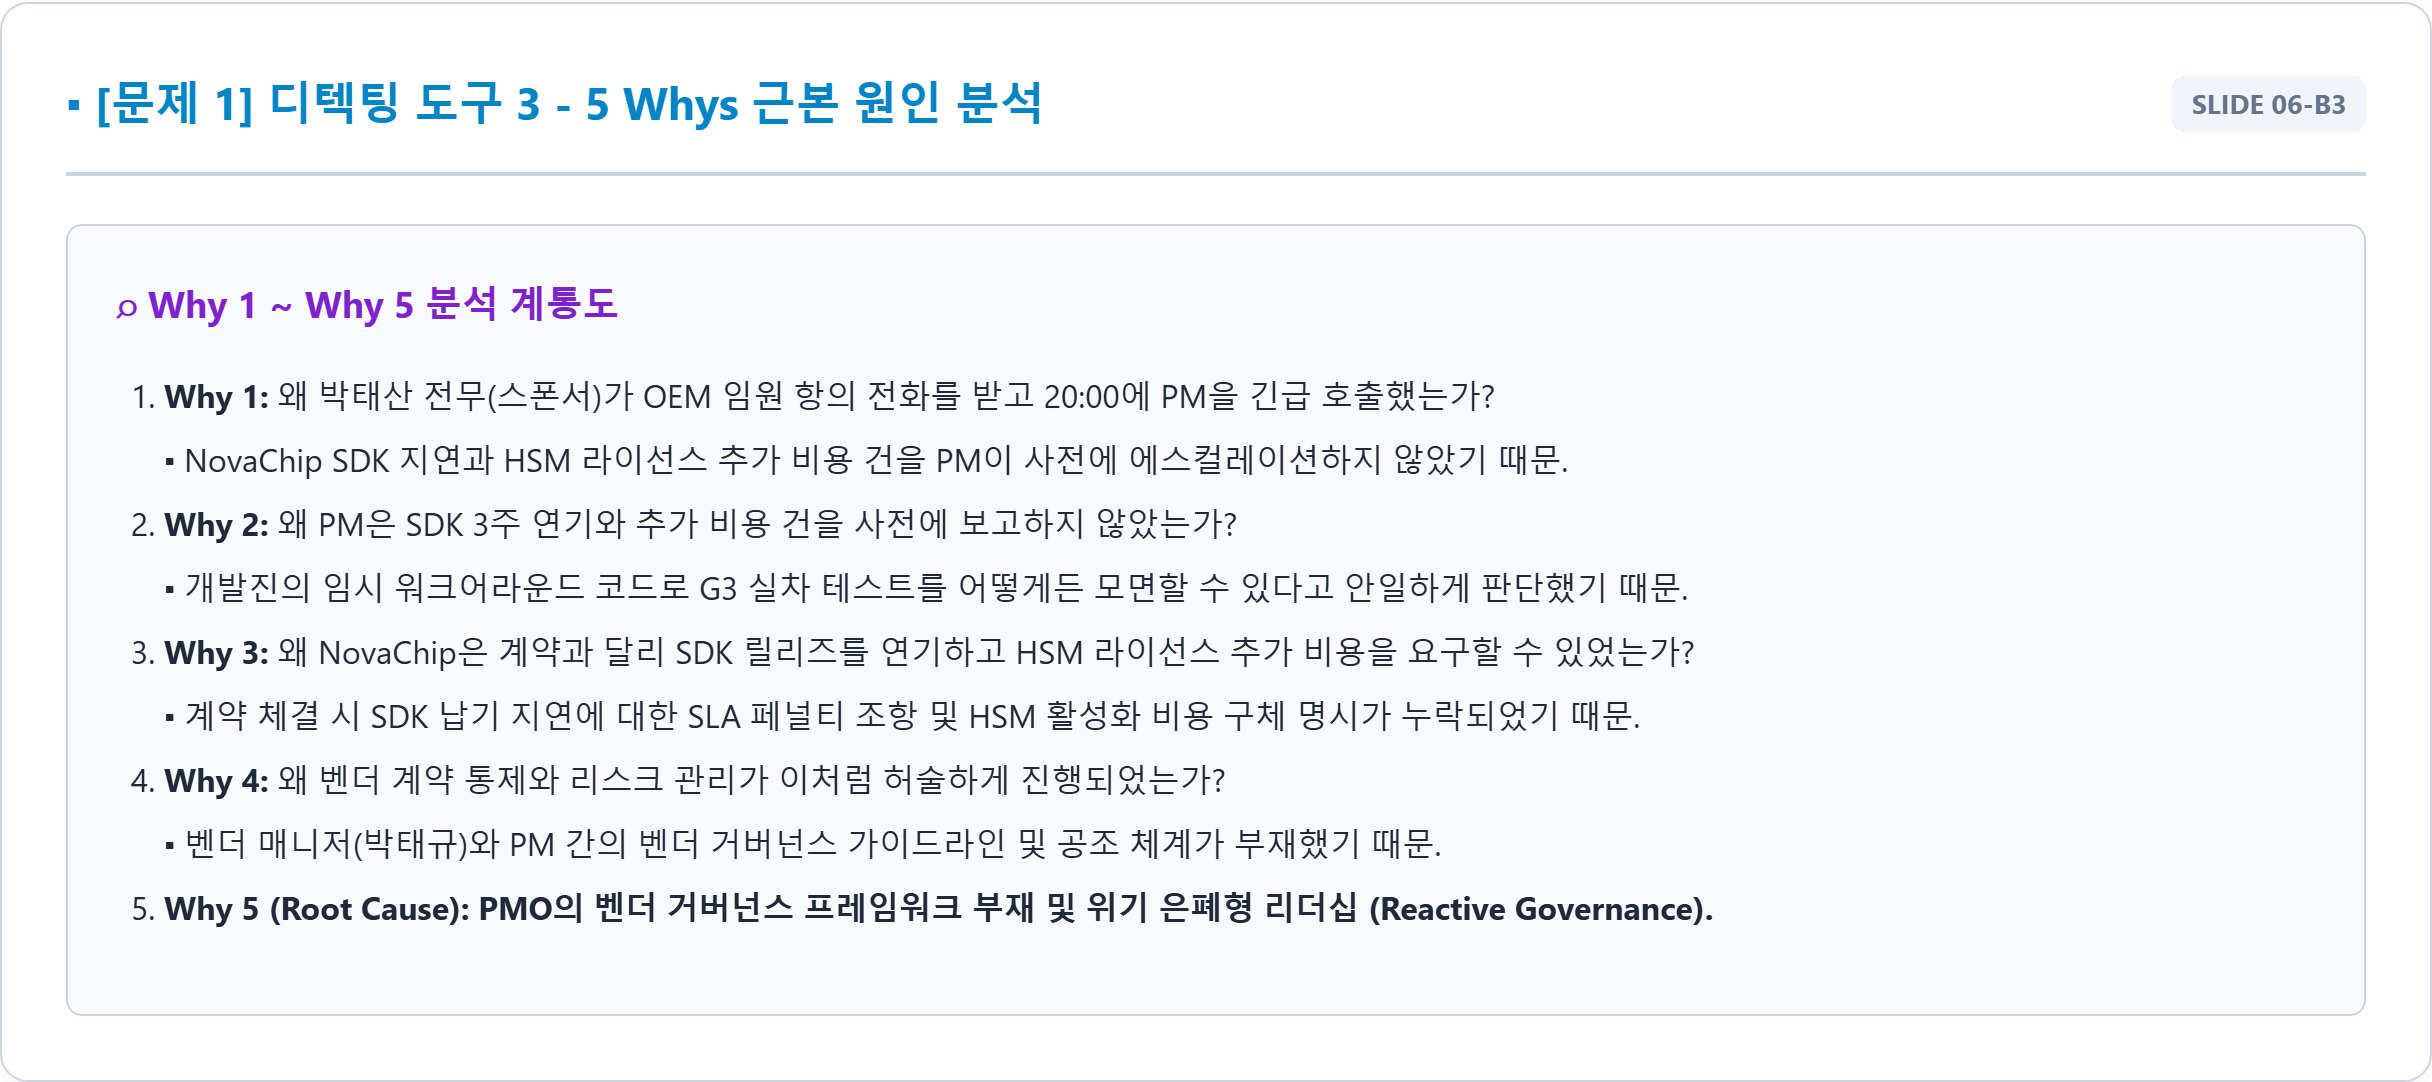 ▪ [문제 1] 디텍팅 도구 3 - 5 Whys 근본 원인 분석
SLIDE 06-B3
⌕ Why 1 ~ Why 5 분석 계통도
1. Why 1: 왜 박태산 전무(스폰서)가 OEM 임원 항의 전화를 받고 20:00에 PM을 긴급 호출했는가?
▪ NovaChip SDK 지연과 HSM 라이선스 추가 비용 건을 PM이 사전에 에스컬레이션하지 않았기 때문.
2. Why 2: 왜 PM은 SDK 3주 연기와 추가 비용 건을 사전에 보고하지 않았는가?
▪ 개발진의 임시 워크어라운드 코드로 G3 실차 테스트를 어떻게든 모면할 수 있다고 안일하게 판단했기 때문.
3. Why 3: 왜 NovaChip은 계약과 달리 SDK 릴리즈를 연기하고 HSM 라이선스 추가 비용을 요구할 수 있었는가?
▪ 계약 체결 시 SDK 납기 지연에 대한 SLA 페널티 조항 및 HSM 활성화 비용 구체 명시가 누락되었기 때문.
4. Why 4: 왜 벤더 계약 통제와 리스크 관리가 이처럼 허술하게 진행되었는가?
▪ 벤더 매니저(박태규)와 PM 간의 벤더 거버넌스 가이드라인 및 공조 체계가 부재했기 때문.
5. Why 5 (Root Cause): PMO의 벤더 거버넌스 프레임워크 부재 및 위기 은폐형 리더십 (Reactive Governance).